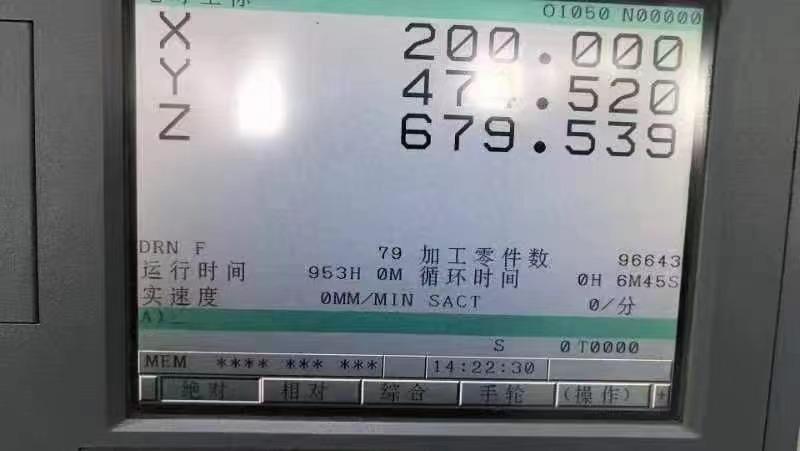 O1050 N00000
X 200.000
Y .520
Z 679.539
DRN F 79 加工零件数 96643
运行时间 953H 0M 循环时间 0H 6M45S
实速度 0MM/MIN SACT 0/分
A)_
S 0 T0000
MEM **** *** *** 14:22:30
绝对 相对 综合 手轮 (操作) +